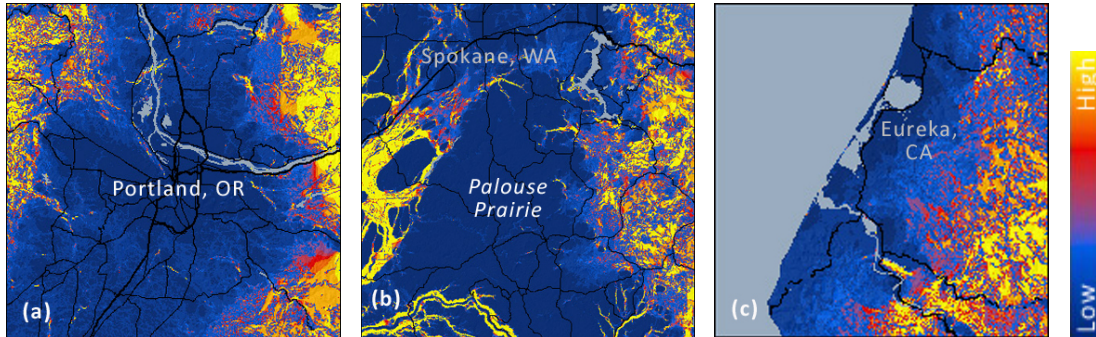 Portland, OR
(a)
Spokane, WA
Palouse
Prairie
(b)
Eureka,
CA
(c)
High
Low